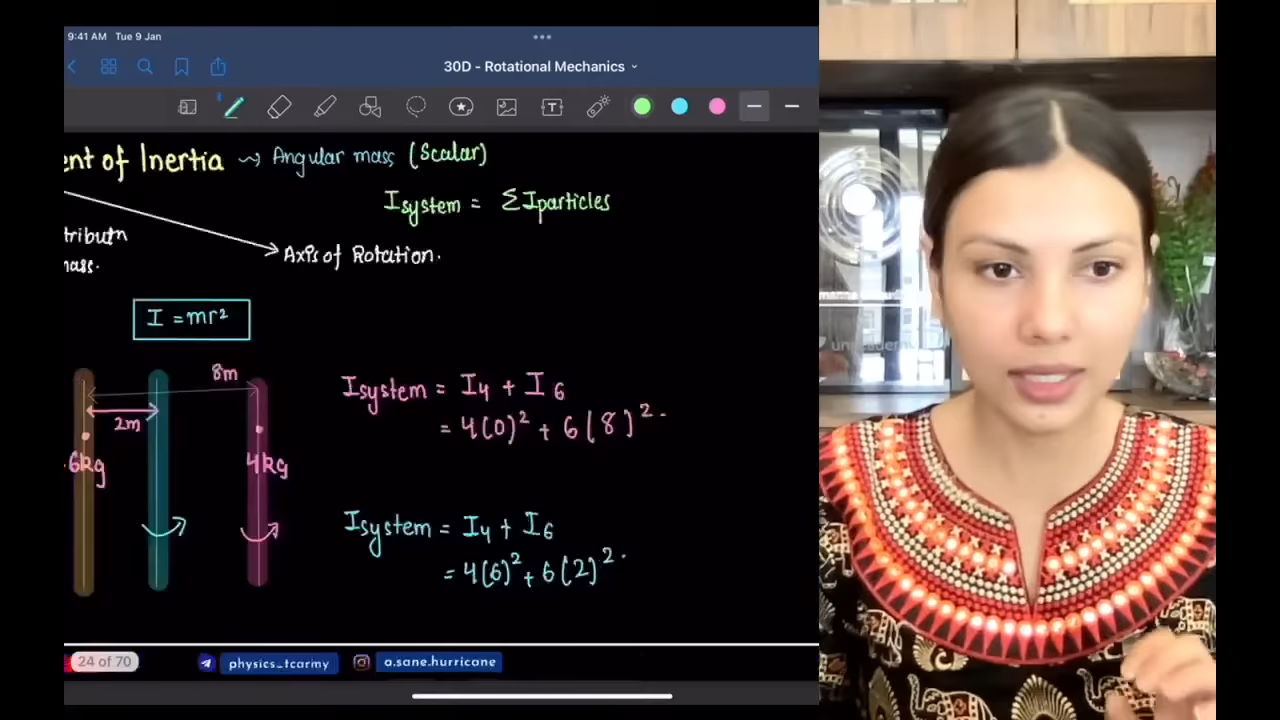 9:41 AM Tue 9 Jan
30D - Rotational Mechanics
ent of Inertia ⇝ Angular mass (Scalar)
Isystem = ΣIparticles
tributn
mass.
Axis of Rotation.
I = mr²
8m
2m
6kg
4kg
Isystem = I4 + I6
= 4(0)² + 6(8)²
Isystem = I4 + I6
= 4(6)² + 6(2)²
24 of 70
physics_tcarmy
a.sane.hurricane